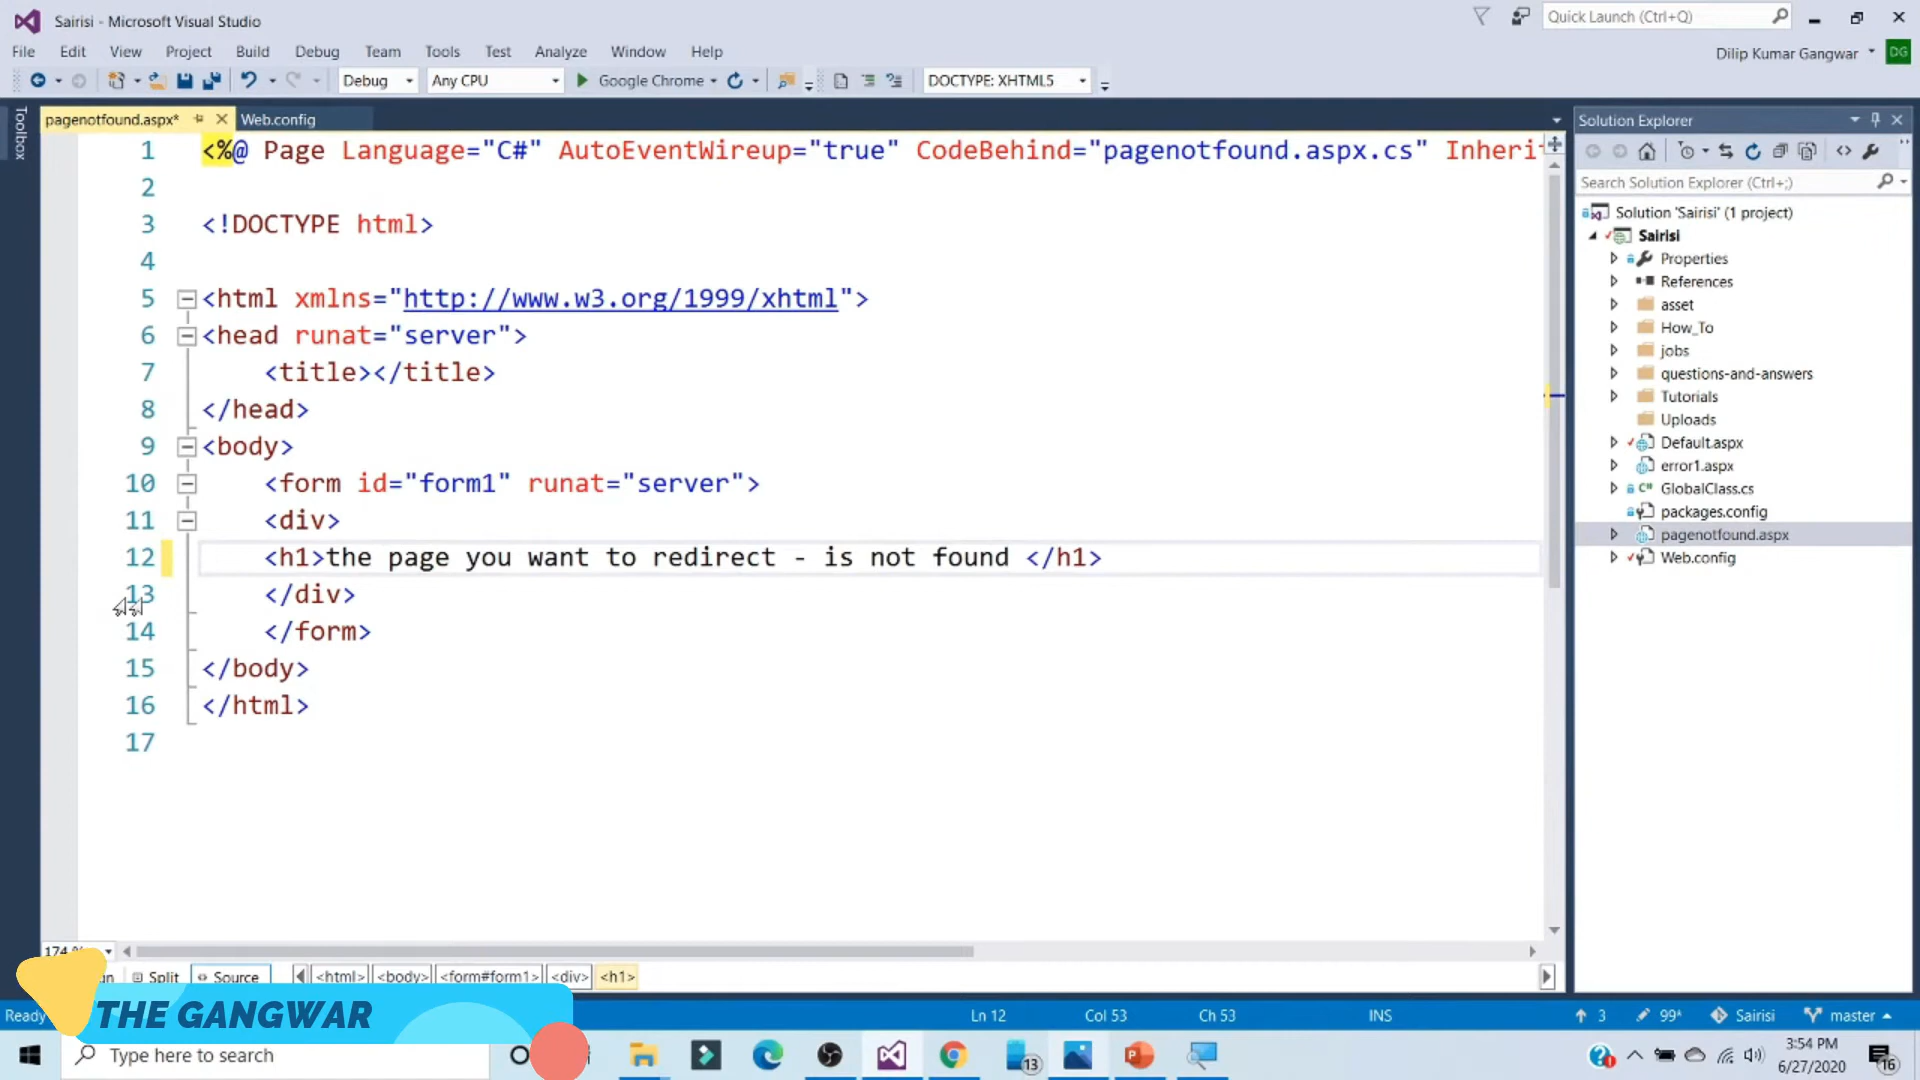 Sairisi - Microsoft Visual Studio
Quick Launch (Ctrl+Q)
File Edit View Project Build Debug Team Tools Test Analyze Window Help
Dilip Kumar Gangwar DG
Debug Any CPU Google Chrome DOCTYPE: XHTML5
Toolbox
pagenotfound.aspx* Web.config
1 <%@ Page Language="C#" AutoEventWireup="true" CodeBehind="pagenotfound.aspx.cs" Inherit
2
3 <!DOCTYPE html>
4
5 <html xmlns="http://www.w3.org/1999/xhtml">
6 <head runat="server">
7 <title></title>
8 </head>
9 <body>
10 <form id="form1" runat="server">
11 <div>
12 <h1>the page you want to redirect - is not found </h1>
13 </div>
14 </form>
15 </body>
16 </html>
17
Solution Explorer
Search Solution Explorer (Ctrl+;)
Solution 'Sairisi' (1 project)
Sairisi
Properties
References
asset
How_To
jobs
questions-and-answers
Tutorials
Uploads
Default.aspx
error1.aspx
C# GlobalClass.cs
packages.config
pagenotfound.aspx
Web.config
174 %
Split Source <html> <body> <form#form1> <div> <h1>
Ready Ln 12 Col 53 Ch 53 INS 3 99* Sairisi master
THE GANGWAR
Type here to search
13
3:54 PM
6/27/2020
16